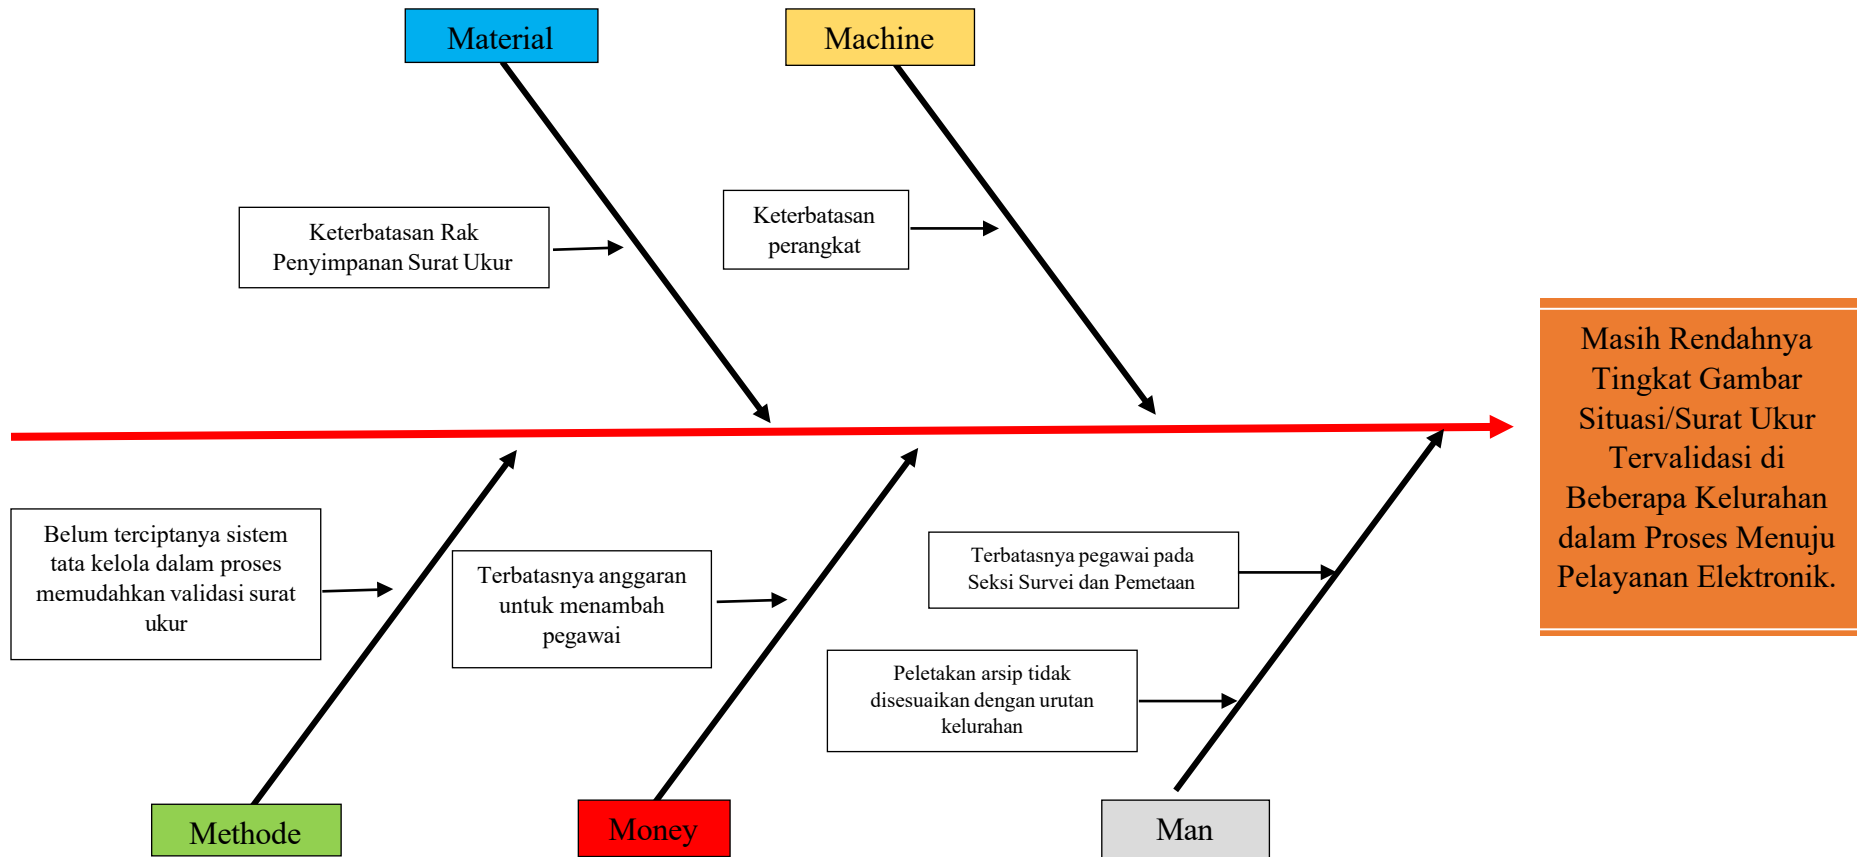 Material
Machine
Keterbatasan Rak
Penyimpanan Surat Ukur
Keterbatasan
perangkat
Masih Rendahnya
Tingkat Gambar
Situasi/Surat Ukur
Tervalidasi di
Beberapa Kelurahan
dalam Proses Menuju
Pelayanan Elektronik.
Belum terciptanya sistem
tata kelola dalam proses
memudahkan validasi surat
ukur
Terbatasnya anggaran
untuk menambah
pegawai
Terbatasnya pegawai pada
Seksi Survei dan Pemetaan
Peletakan arsip tidak
disesuaikan dengan urutan
kelurahan
Methode
Money
Man